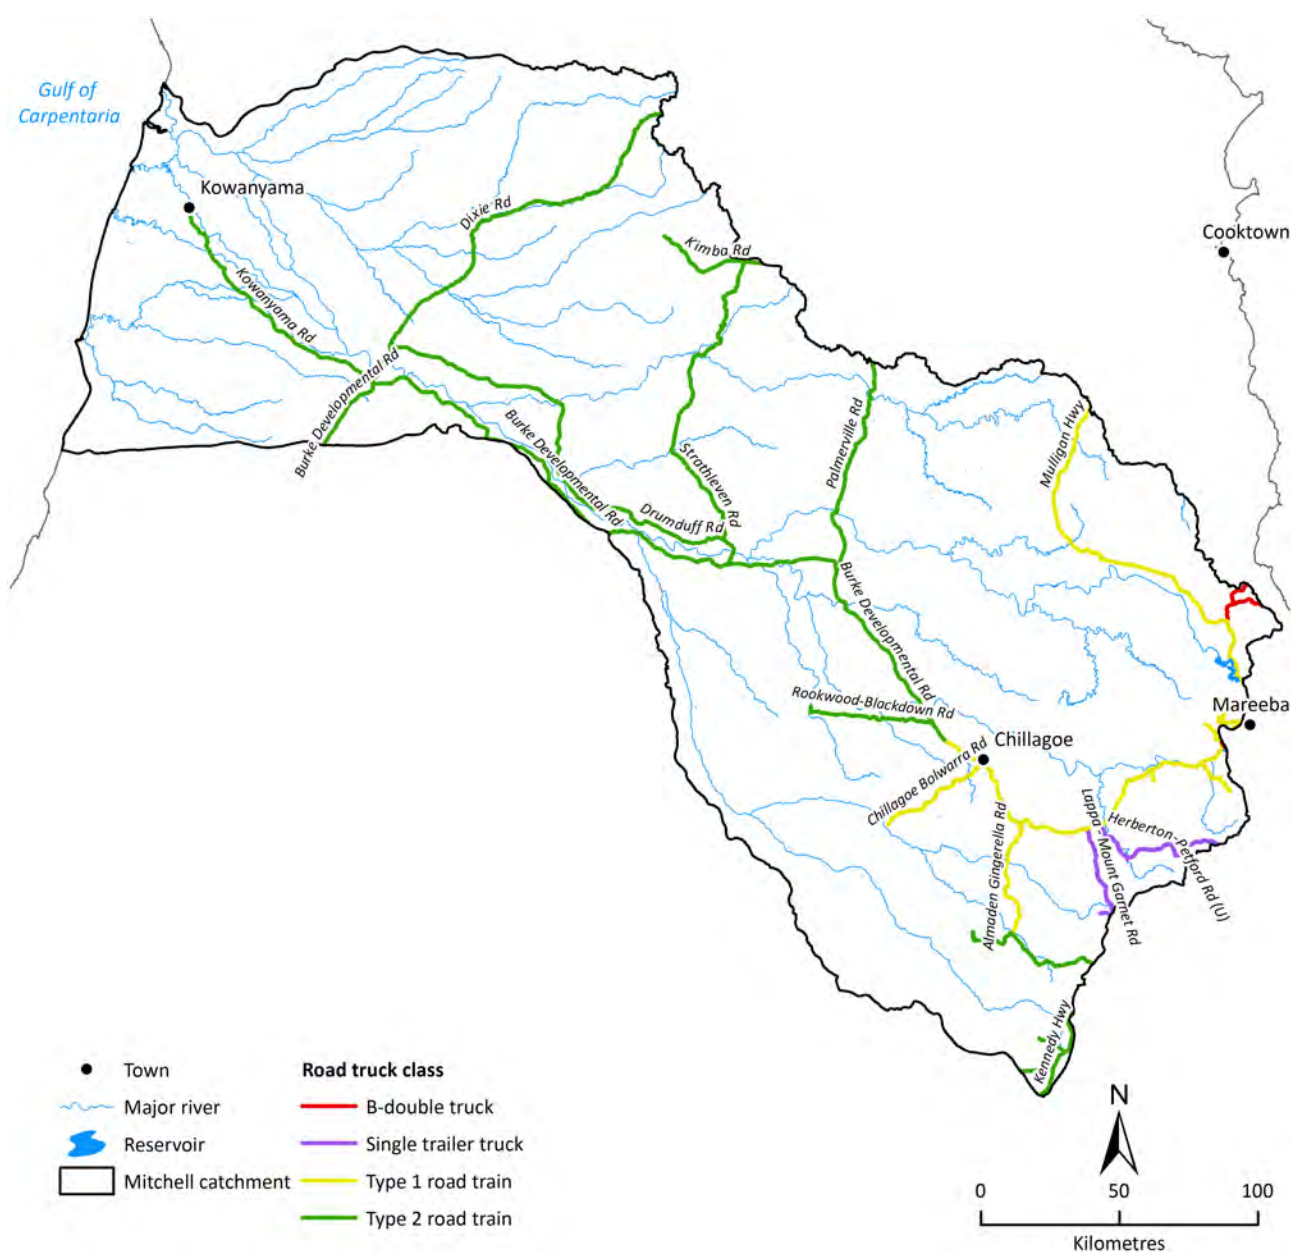 Gulf of
Carpentaria
Kowanyama
Cooktown
Dixie Rd
Kimba Rd
Kowanyama Rd
Burke Developmental Rd
Burke Developmental Rd
Strathleven Rd
Drumduff Rd
Palmerville Rd
Mulligan Hwy
Burke Developmental Rd
Rookwood-Blackdown Rd
Mareeba
Chillagoe
Chillagoe Bolwarra Rd
Almaden Gingerella Rd
Lappa - Mount Garnet Rd
Herberton-Petford Rd (U)
Kennedy Hwy
Town
Major river
Reservoir
Mitchell catchment
Road truck class
B-double truck
Single trailer truck
Type 1 road train
Type 2 road train
N
0 50 100
Kilometres